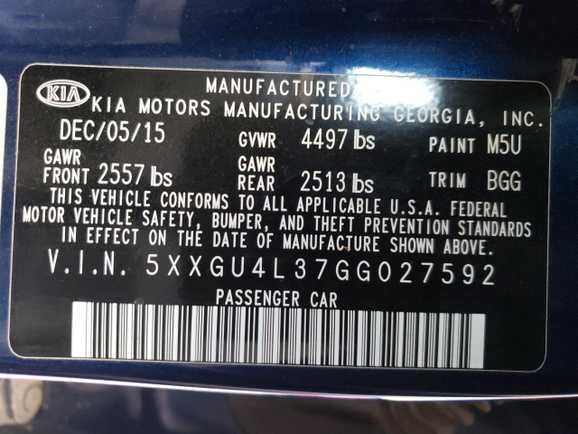 MANUFACTURED
KIA KIA MOTORS MANUFACTURING GEORGIA, INC.
DEC/05/15 GVWR 4497 lbs PAINT M5U
GAWR FRONT 2557 lbs GAWR REAR 2513 lbs TRIM BGG
THIS VEHICLE CONFORMS TO ALL APPLICABLE U.S.A. FEDERAL
MOTOR VEHICLE SAFETY, BUMPER, AND THEFT PREVENTION STANDARDS
IN EFFECT ON THE DATE OF MANUFACTURE SHOWN ABOVE.
V.I.N. 5XXGU4L37GG027592
PASSENGER CAR